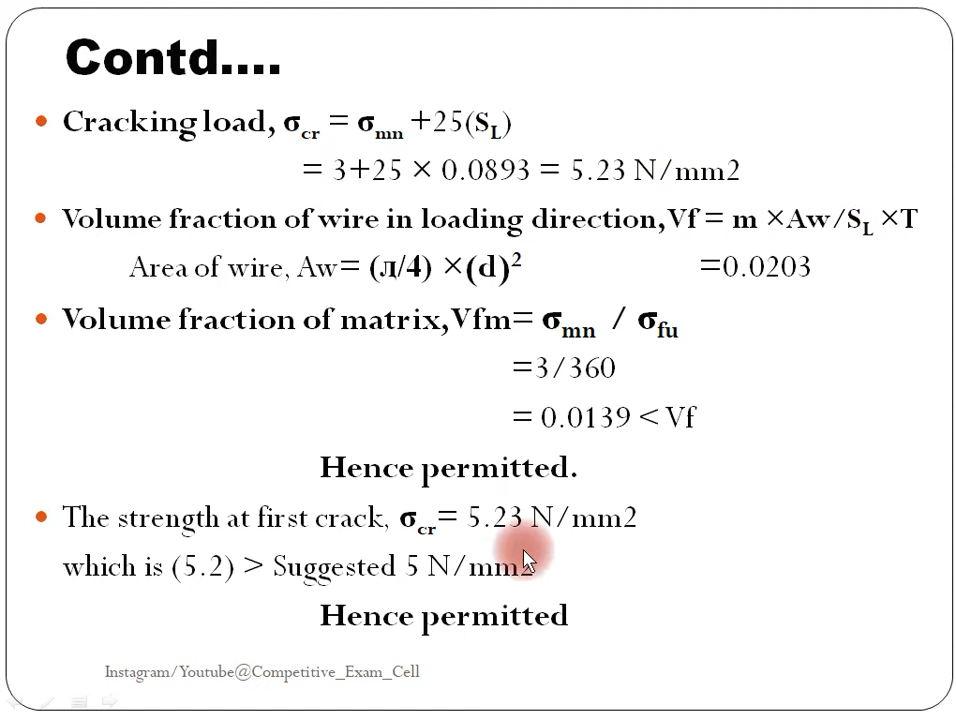 Contd....
• Cracking load, σcr = σmn +25(SL)
= 3+25 × 0.0893 = 5.23 N/mm2
• Volume fraction of wire in loading direction,Vf = m ×Aw/SL ×T
Area of wire, Aw= (л/4) ×(d)² =0.0203
• Volume fraction of matrix,Vfm= σmn / σfu
=3/360
= 0.0139 < Vf
Hence permitted.
• The strength at first crack, σcr= 5.23 N/mm2
which is (5.2) > Suggested 5 N/mm2
Hence permitted
Instagram/Youtube@Competitive_Exam_Cell